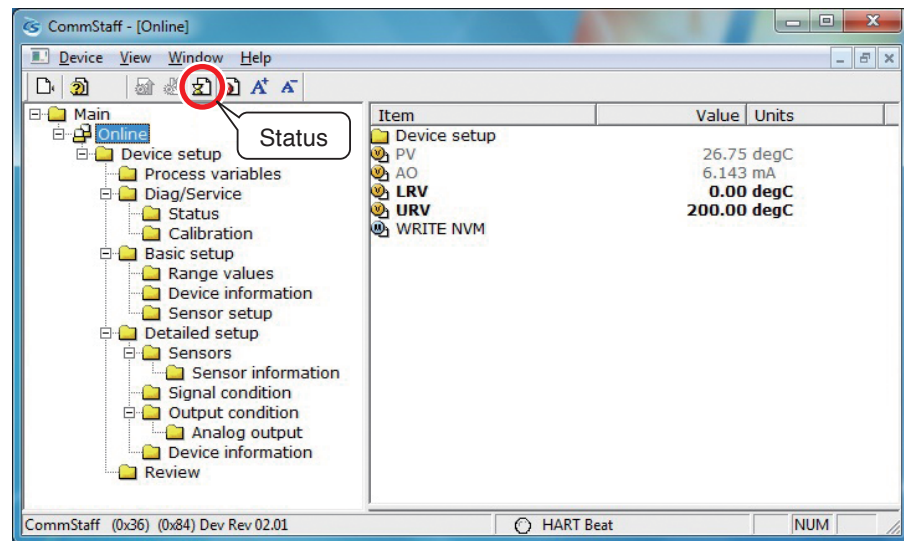 CommStaff - [Online]
Device View Window Help
Status
Main
Online
Device setup
Process variables
Diag/Service
Status
Calibration
Basic setup
Range values
Device information
Sensor setup
Detailed setup
Sensors
Sensor information
Signal condition
Output condition
Analog output
Device information
Review
Item Value Units
Device setup
PV 26.75 degC
AO 6.143 mA
LRV 0.00 degC
URV 200.00 degC
WRITE NVM
CommStaff (0x36) (0x84) Dev Rev 02.01 HART Beat NUM